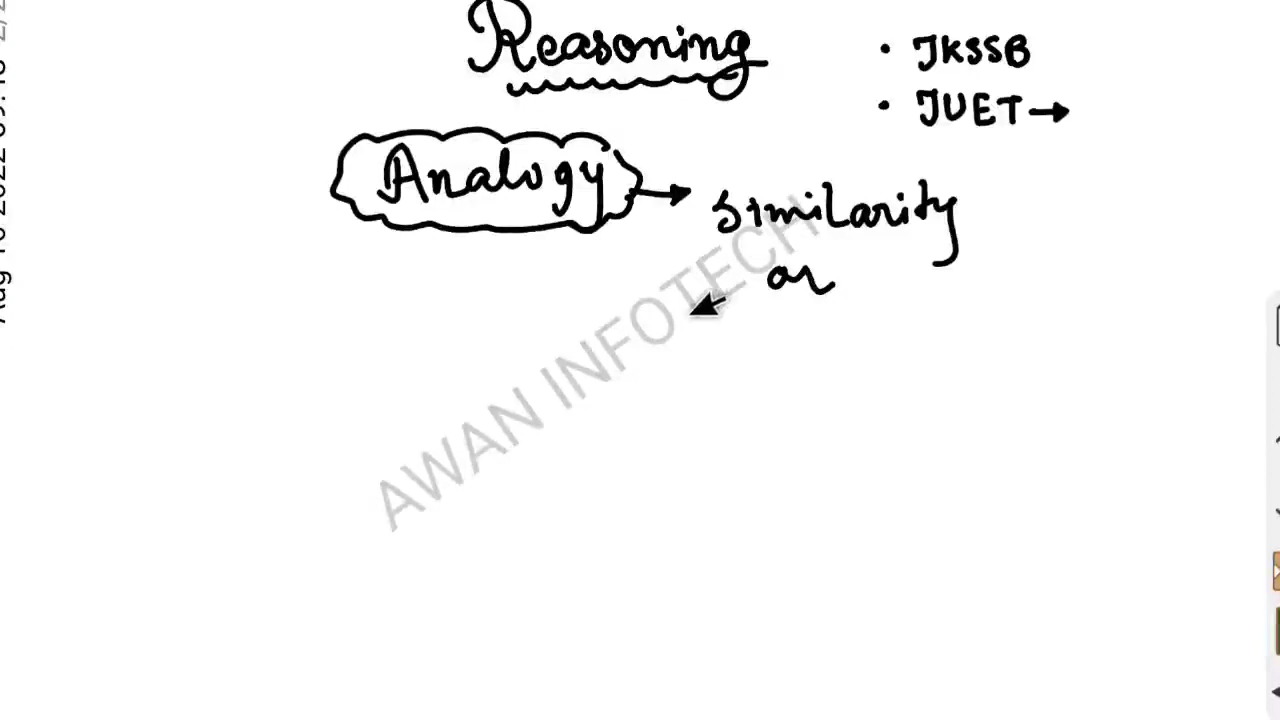 Reasoning
• JKSSB
• JUET →
Analogy → Similarity
or
AWAN INFOTECH